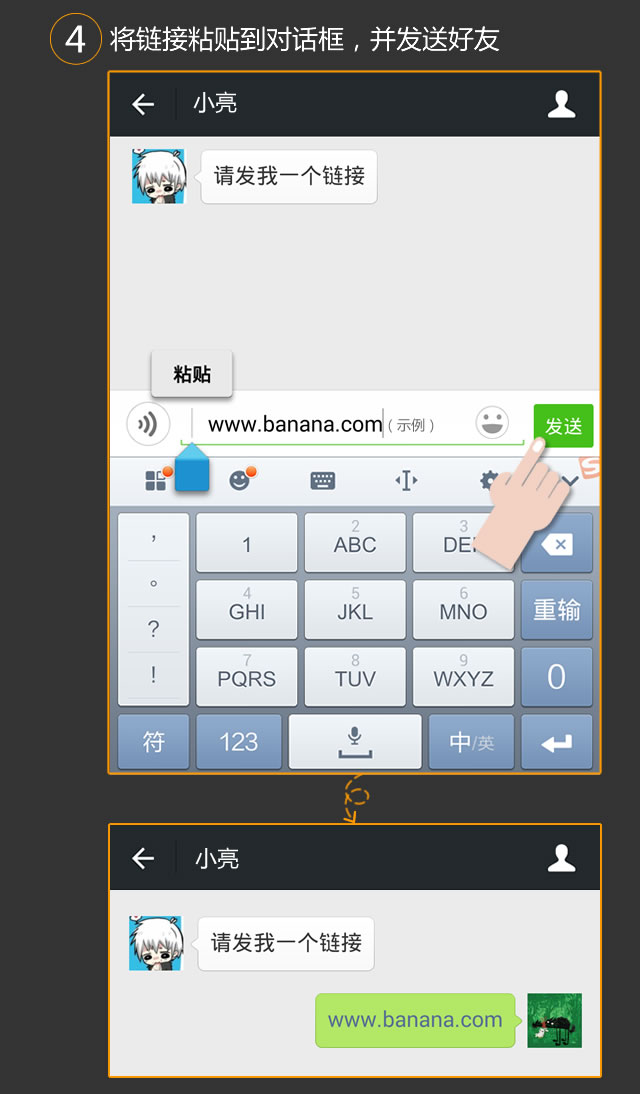 4 将链接粘贴到对话框，并发送好友
小亮
请发我一个链接
粘贴
www.banana.com（示例） 发送
S
， 1 2 ABC 3
。 4 GHI 5 JKL 6 MNO 重输
？ 7 PQRS 8 TUV 9 WXYZ 0
！
符 123 中/英
小亮
请发我一个链接
www.banana.com